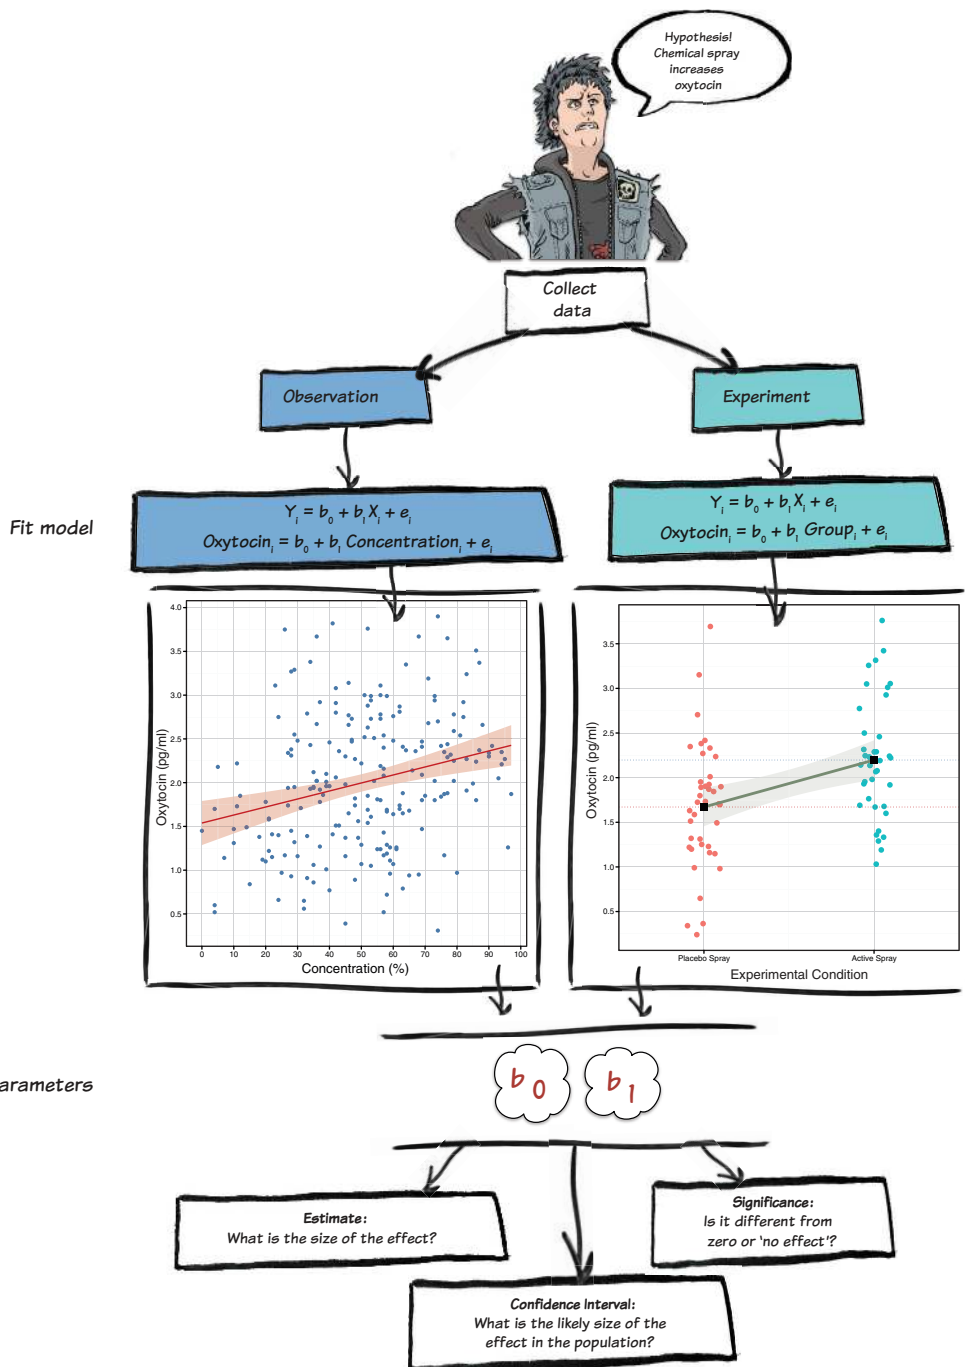 Hypothesis!
Chemical spray
increases
oxytocin
Collect
data
Observation
Experiment
Fit model
Yᵢ = b₀ + b₁Xᵢ + eᵢ
Oxytocinᵢ = b₀ + b₁ Concentrationᵢ + eᵢ
Yᵢ = b₀ + b₁Xᵢ + eᵢ
Oxytocinᵢ = b₀ + b₁ Groupᵢ + eᵢ
Oxytocin (pg/ml)
4.0
3.5
3.0
2.5
2.0
1.5
1.0
0.5
0 10 20 30 40 50 60 70 80 90 100
Concentration (%)
Oxytocin (pg/ml)
3.5
3.0
2.5
2.0
1.5
1.0
0.5
Placebo Spray Active Spray
Experimental Condition
arameters
b₀ b₁
Estimate:
What is the size of the effect?
Significance:
Is it different from
zero or 'no effect'?
Confidence Interval:
What is the likely size of the
effect in the population?